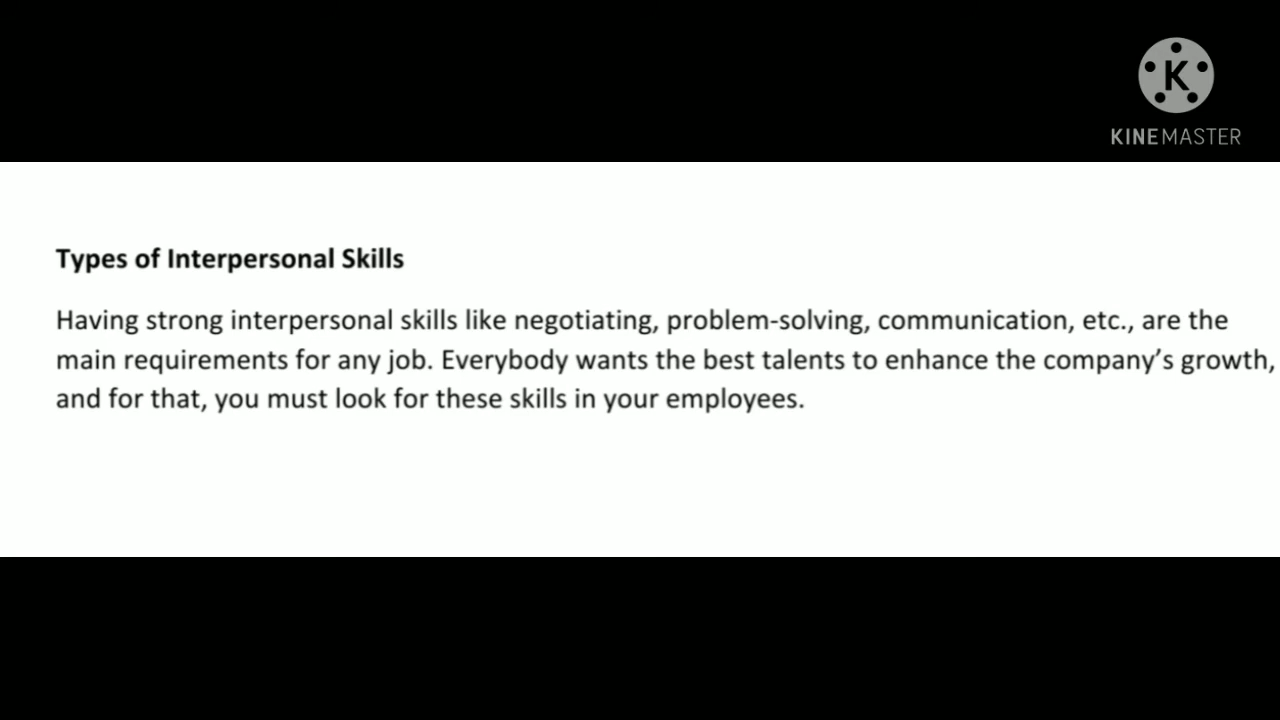 K
KINEMASTER
Types of Interpersonal Skills
Having strong interpersonal skills like negotiating, problem-solving, communication, etc., are the
main requirements for any job. Everybody wants the best talents to enhance the company’s growth,
and for that, you must look for these skills in your employees.